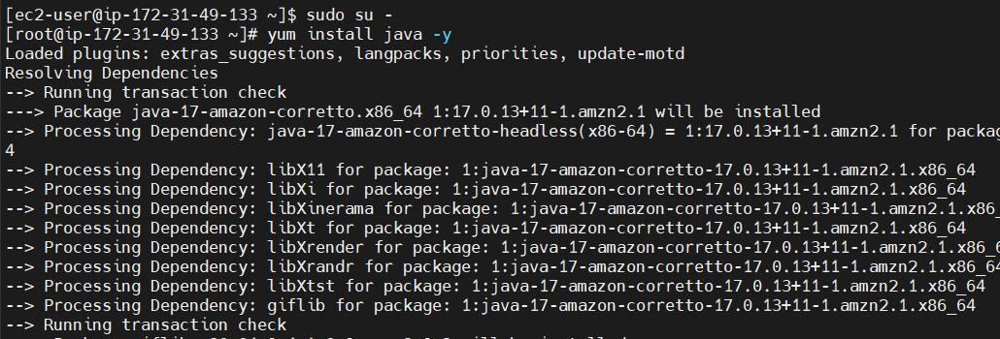 [ec2-user@ip-172-31-49-133 ~]$ sudo su -
[root@ip-172-31-49-133 ~]# yum install java -y
Loaded plugins: extras_suggestions, langpacks, priorities, update-motd
Resolving Dependencies
--> Running transaction check
---> Package java-17-amazon-corretto.x86_64 1:17.0.13+11-1.amzn2.1 will be installed
--> Processing Dependency: java-17-amazon-corretto-headless(x86-64) = 1:17.0.13+11-1.amzn2.1 for packag
4
--> Processing Dependency: libX11 for package: 1:java-17-amazon-corretto-17.0.13+11-1.amzn2.1.x86_64
--> Processing Dependency: libXi for package: 1:java-17-amazon-corretto-17.0.13+11-1.amzn2.1.x86_64
--> Processing Dependency: libXinerama for package: 1:java-17-amazon-corretto-17.0.13+11-1.amzn2.1.x86_
--> Processing Dependency: libXt for package: 1:java-17-amazon-corretto-17.0.13+11-1.amzn2.1.x86_64
--> Processing Dependency: libXrender for package: 1:java-17-amazon-corretto-17.0.13+11-1.amzn2.1.x86_6
--> Processing Dependency: libXrandr for package: 1:java-17-amazon-corretto-17.0.13+11-1.amzn2.1.x86_64
--> Processing Dependency: libXtst for package: 1:java-17-amazon-corretto-17.0.13+11-1.amzn2.1.x86_64
--> Processing Dependency: giflib for package: 1:java-17-amazon-corretto-17.0.13+11-1.amzn2.1.x86_64
--> Running transaction check